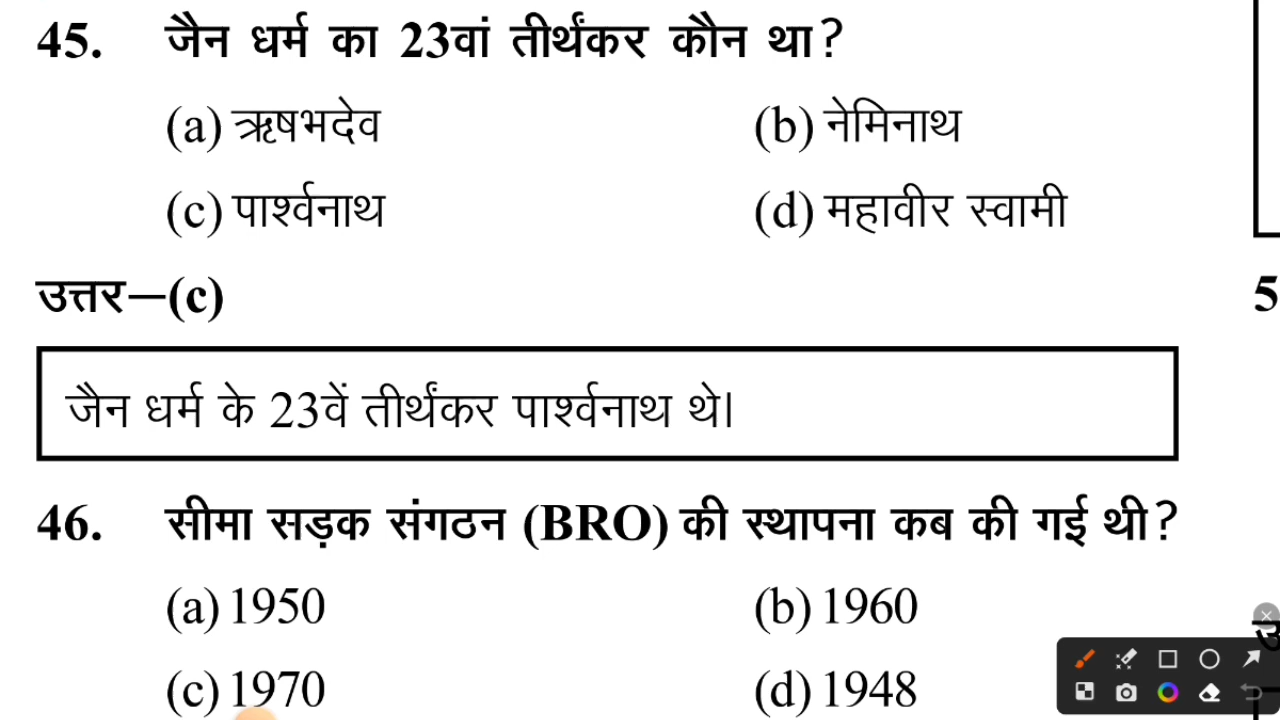 45. जैन धर्म का 23वां तीर्थंकर कौन था?
(a) ऋषभदेव (b) नेमिनाथ
(c) पार्श्वनाथ (d) महावीर स्वामी
उत्तर—(c)
5
जैन धर्म के 23वें तीर्थंकर पार्श्वनाथ थे।
46. सीमा सड़क संगठन (BRO) की स्थापना कब की गई थी?
(a) 1950 (b) 1960
(c) 1970 (d) 1948